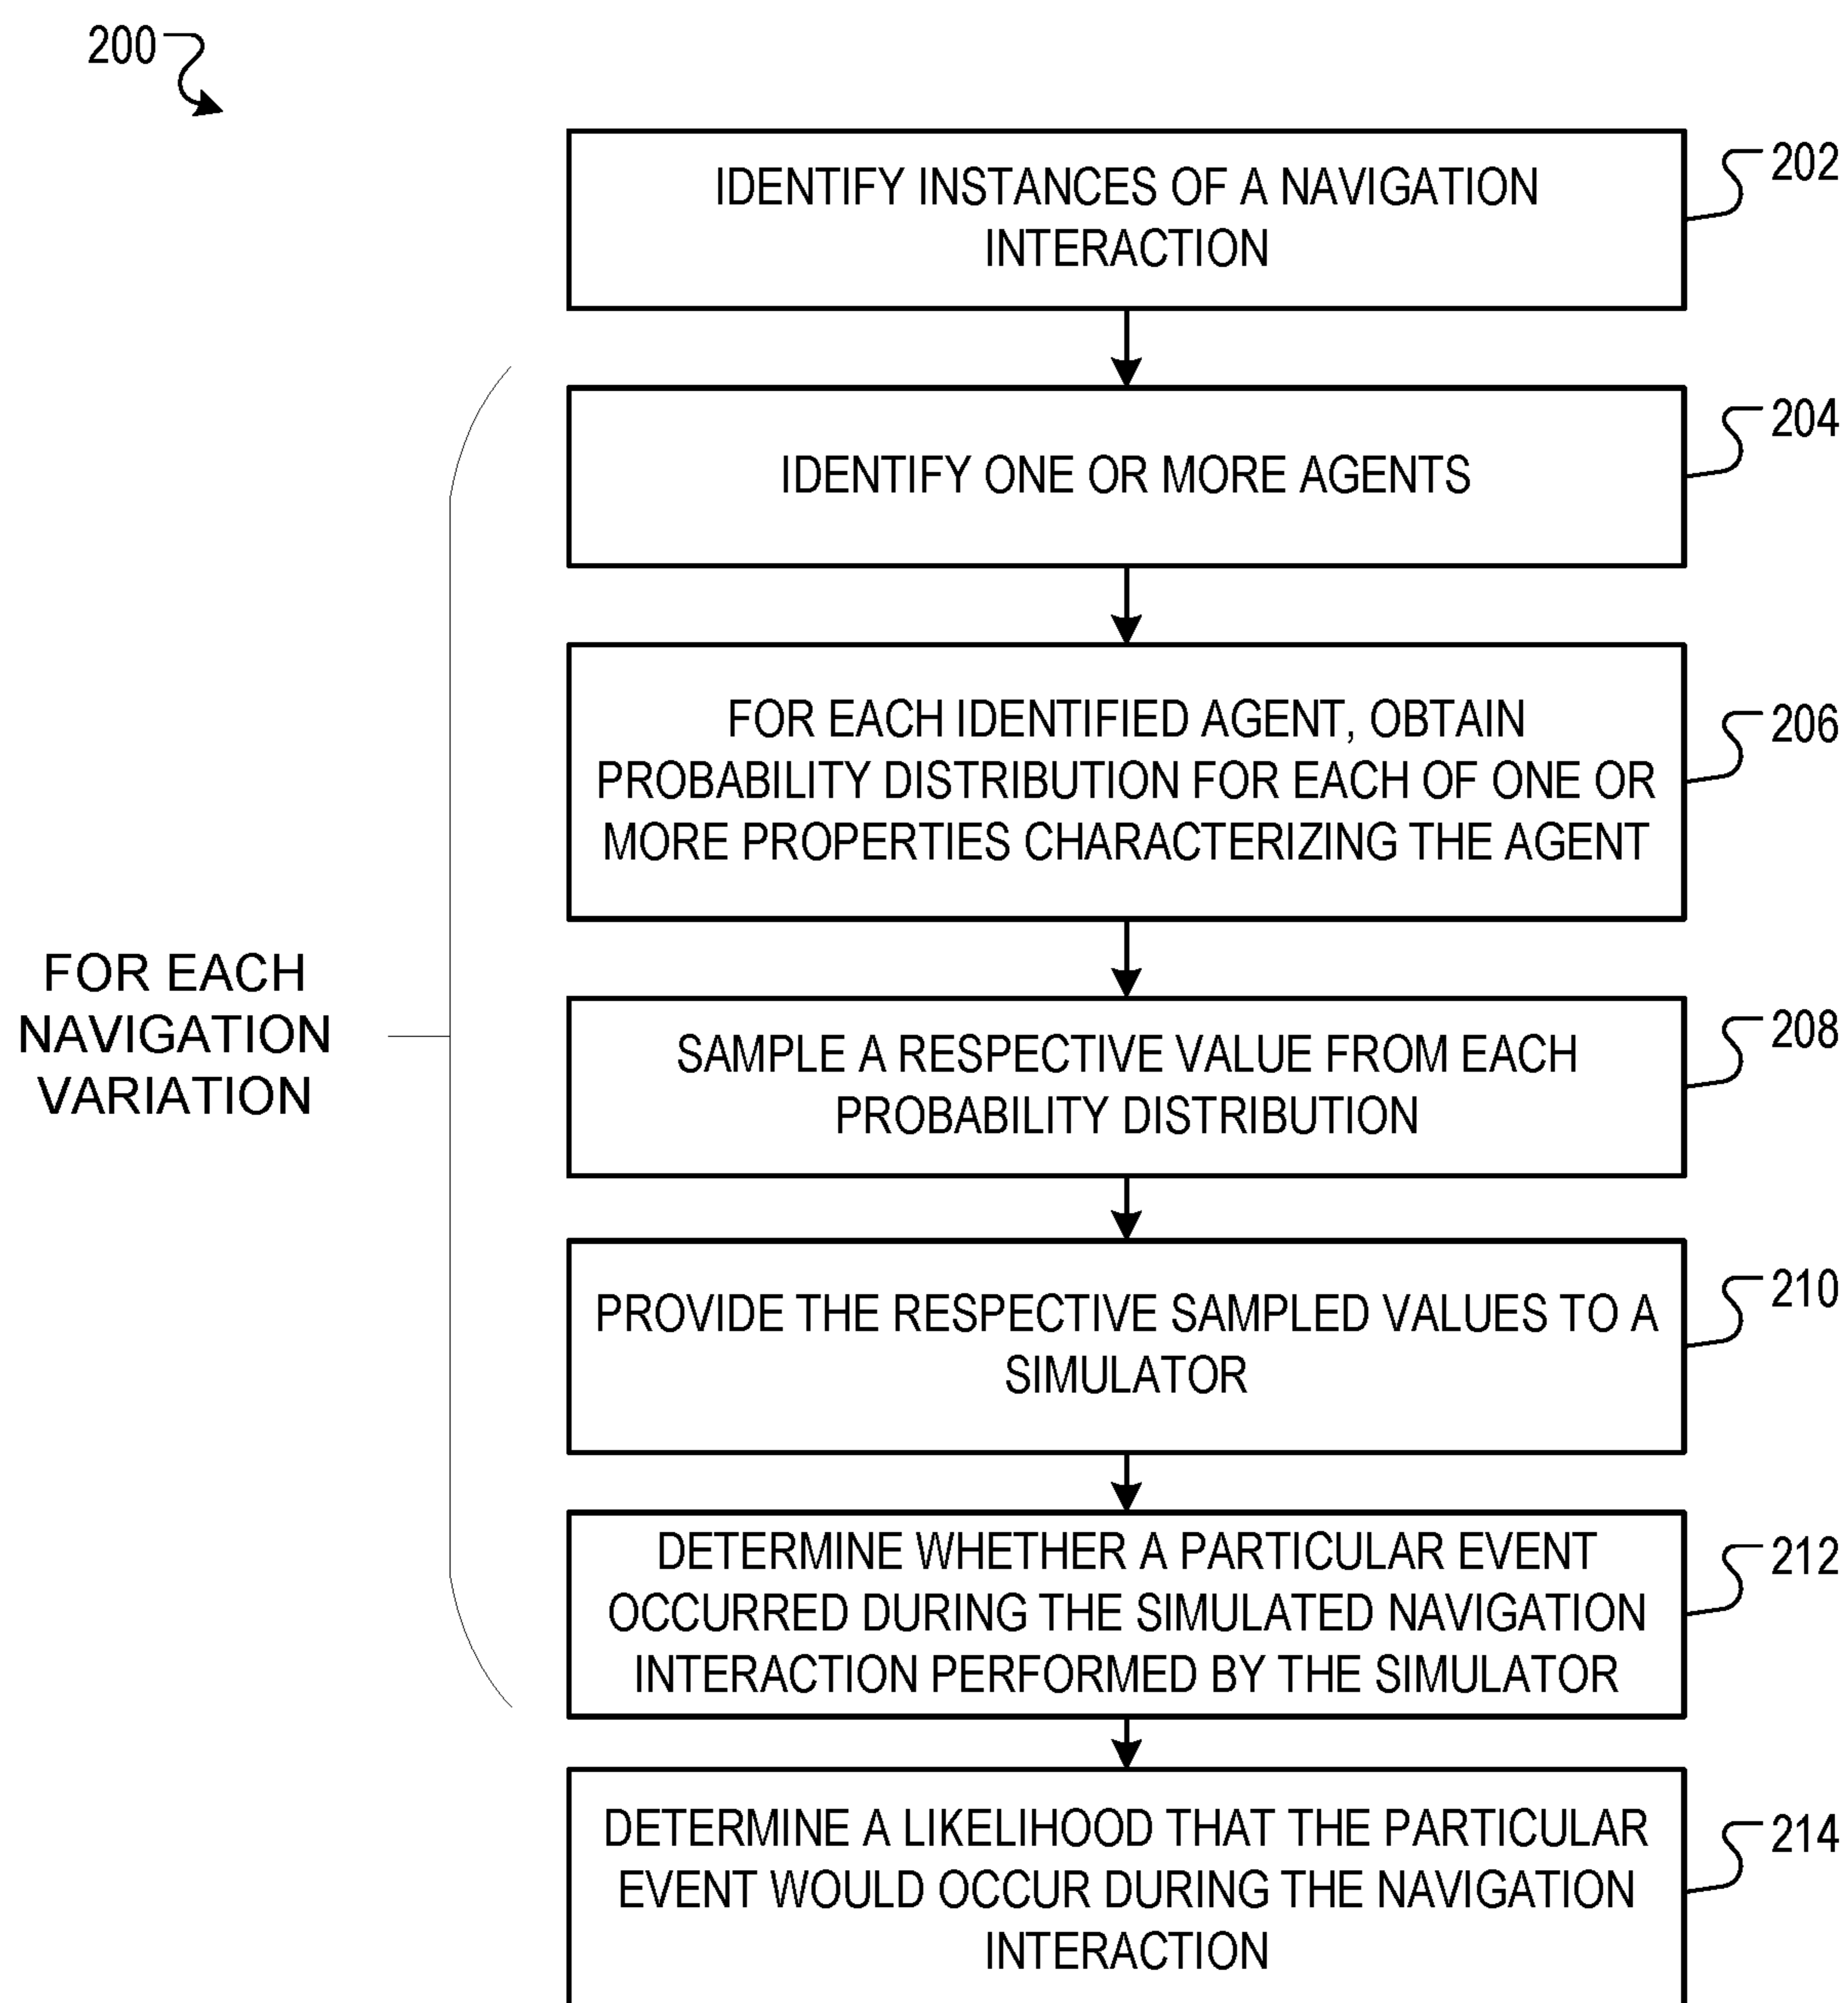 200
IDENTIFY INSTANCES OF A NAVIGATION
INTERACTION
202
IDENTIFY ONE OR MORE AGENTS
204
FOR EACH IDENTIFIED AGENT, OBTAIN
PROBABILITY DISTRIBUTION FOR EACH OF ONE OR
MORE PROPERTIES CHARACTERIZING THE AGENT
206
FOR EACH
NAVIGATION
VARIATION
SAMPLE A RESPECTIVE VALUE FROM EACH
PROBABILITY DISTRIBUTION
208
PROVIDE THE RESPECTIVE SAMPLED VALUES TO A
SIMULATOR
210
DETERMINE WHETHER A PARTICULAR EVENT
OCCURRED DURING THE SIMULATED NAVIGATION
INTERACTION PERFORMED BY THE SIMULATOR
212
DETERMINE A LIKELIHOOD THAT THE PARTICULAR
EVENT WOULD OCCUR DURING THE NAVIGATION
INTERACTION
214